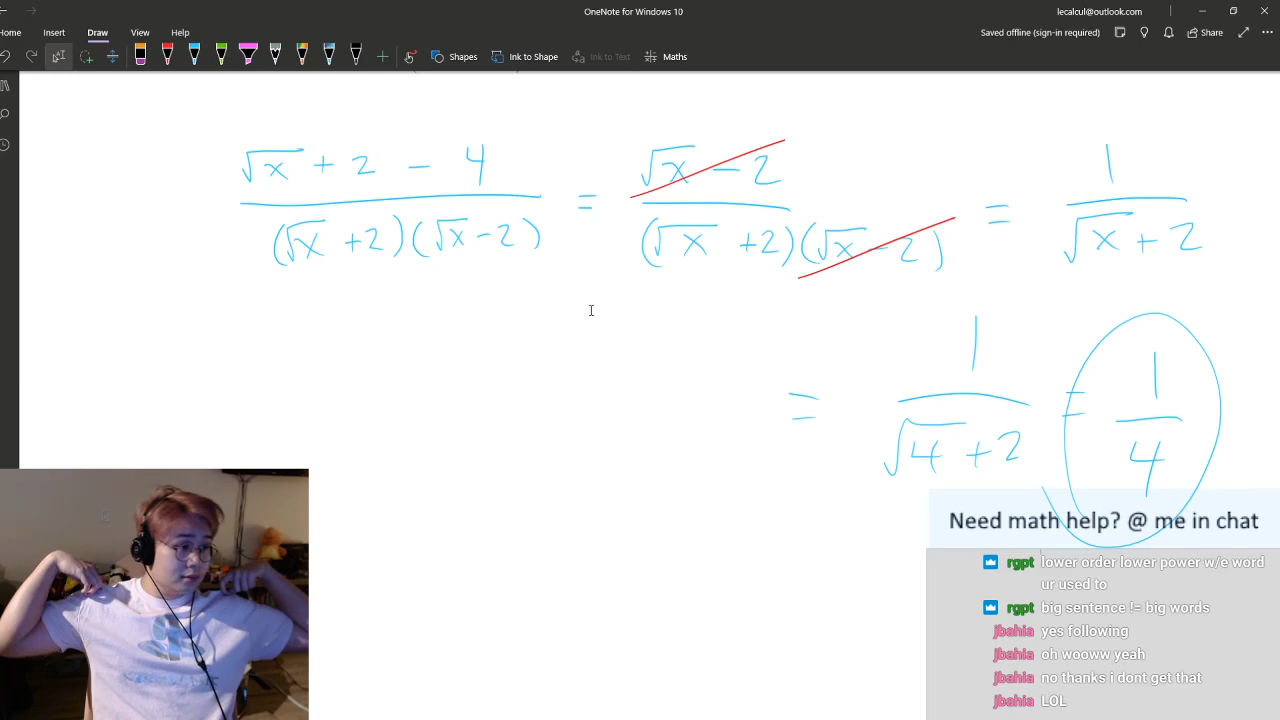 OneNote for Windows 10
lecalcul@outlook.com
Home Insert Draw View Help
Saved offline (sign-in required) Share
Shapes Ink to Shape Ink to Text Maths
√x + 2 - 4 / (√x + 2)(√x - 2) = √x - 2 / (√x + 2)(√x - 2) = 1 / √x + 2
= 1 / √4 + 2 = 1 / 4
Need math help? @ me in chat
rgpt lower order lower power w/e word
ur used to
rgpt big sentence != big words
jbahia yes following
jbahia oh wooww yeah
jbahia no thanks i dont get that
jbahia LOL